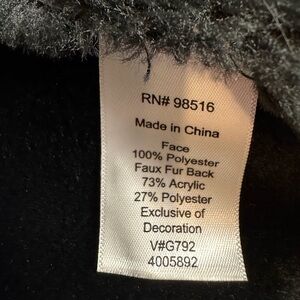 RN# 98516
Made in China
Face
100% Polyester
Faux Fur Back
73% Acrylic
27% Polyester
Exclusive of
Decoration
V#G792
4005892